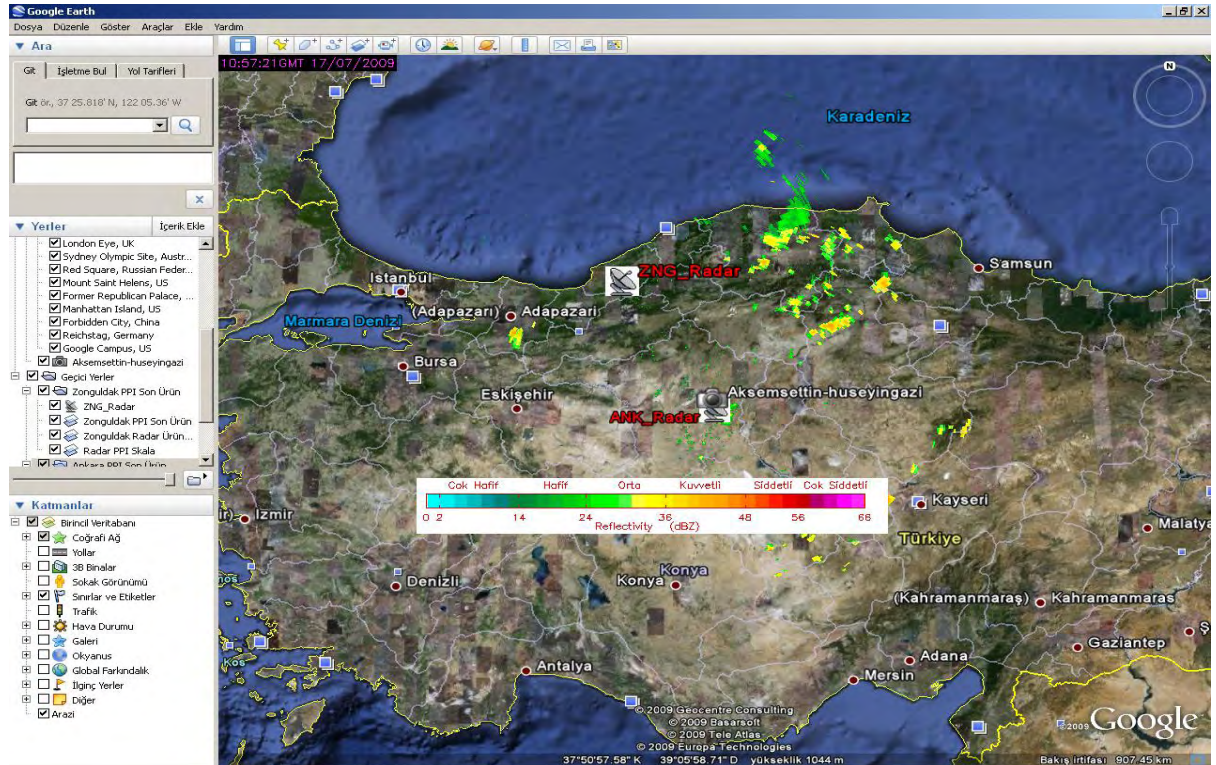 Google Earth
Dosya Düzenle Göster Araçlar Ekle Yardım
Ara
Git İşletme Bul Yol Tarifleri
Git ör., 37 25.818' N, 122 05.36' W
Yerler İçerik Ekle
London Eye, UK
Sydney Olympic Site, Austr...
Red Square, Russian Feder...
Mount Saint Helens, US
Former Republican Palace, ...
Manhattan Island, US
Forbidden City, China
Reichstag, Germany
Google Campus, US
Aksemsettin-huseyingazi
Geçici Yerler
Zonguldak PPI Son Ürün
ZNG_Radar
Zonguldak PPI Son Ürün
Zonguldak Radar Ürün...
Radar PPI Skala
Ankara PPI Son Ürün
Katmanlar
Birincil Veritabanı
Coğrafi Ağ
Yollar
3B Binalar
Sokak Görünümü
Sınırlar ve Etiketler
Trafik
Hava Durumu
Galeri
Okyanus
Global Farkındalık
İlginç Yerler
Diğer
Arazi
10:57:21GMT 17/07/2009
N
Karadeniz
Samsun
ZNG_Radar
Istanbul
(Adapazarı) Adapazarı
Marmara Denizi
Bursa
Eskişehir
Aksemsettin-huseyingazi
ANK_Radar
Cok Hafif Hafif Orta Kuvvetli Siddetli Cok Siddetli
0 2 14 24 36 48 56 66
Reflectivity (dBZ)
Kayseri
Izmir
Malatya
Türkiye
Denizli
Konya
Konya
(Kahramanmaraş) Kahramanmaras
Gaziantep
Kos
Adana
Antalya
Mersin
© 2009 Geocentre Consulting
© 2009 Basarsoft
© 2009 Tele Atlas
© 2009 Europa Technologies
©2009 Google
37°50'57.58" K 39°05'58.71" D yükseklik 1044 m
Bakış irtifası 907.45 km